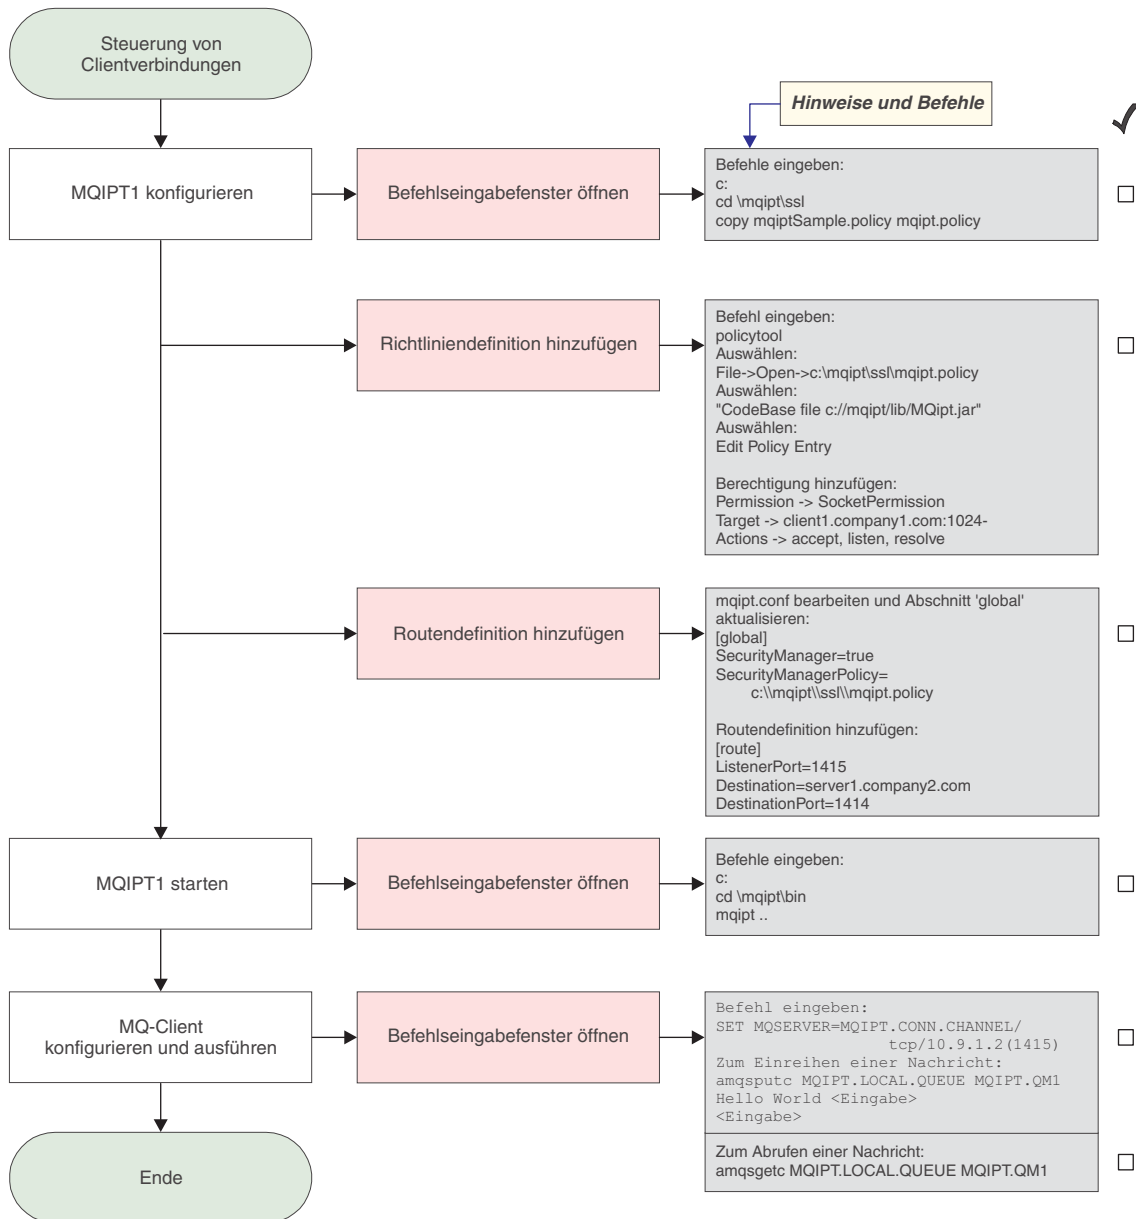 Steuerung von
Clientverbindungen
Hinweise und Befehle
MQIPT1 konfigurieren
Befehlseingabefenster öffnen
Befehle eingeben:
c:
cd \mqipt\ssl
copy mqiptSample.policy mqipt.policy
Richtliniendefinition hinzufügen
Befehl eingeben:
policytool
Auswählen:
File->Open->c:\mqipt\ssl\mqipt.policy
Auswählen:
"CodeBase file c://mqipt/lib/MQipt.jar"
Auswählen:
Edit Policy Entry
Berechtigung hinzufügen:
Permission -> SocketPermission
Target -> client1.company1.com:1024-
Actions -> accept, listen, resolve
Routendefinition hinzufügen
mqipt.conf bearbeiten und Abschnitt 'global'
aktualisieren:
[global]
SecurityManager=true
SecurityManagerPolicy=
c:\\mqipt\\ssl\\mqipt.policy
Routendefinition hinzufügen:
[route]
ListenerPort=1415
Destination=server1.company2.com
DestinationPort=1414
MQIPT1 starten
Befehlseingabefenster öffnen
Befehle eingeben:
c:
cd \mqipt\bin
mqipt ..
MQ-Client
konfigurieren und ausführen
Befehlseingabefenster öffnen
Befehl eingeben:
SET MQSERVER=MQIPT.CONN.CHANNEL/
tcp/10.9.1.2(1415)
Zum Einreihen einer Nachricht:
amqsputc MQIPT.LOCAL.QUEUE MQIPT.QM1
Hello World <Eingabe>
<Eingabe>
Zum Abrufen einer Nachricht:
amqsgetc MQIPT.LOCAL.QUEUE MQIPT.QM1
Ende